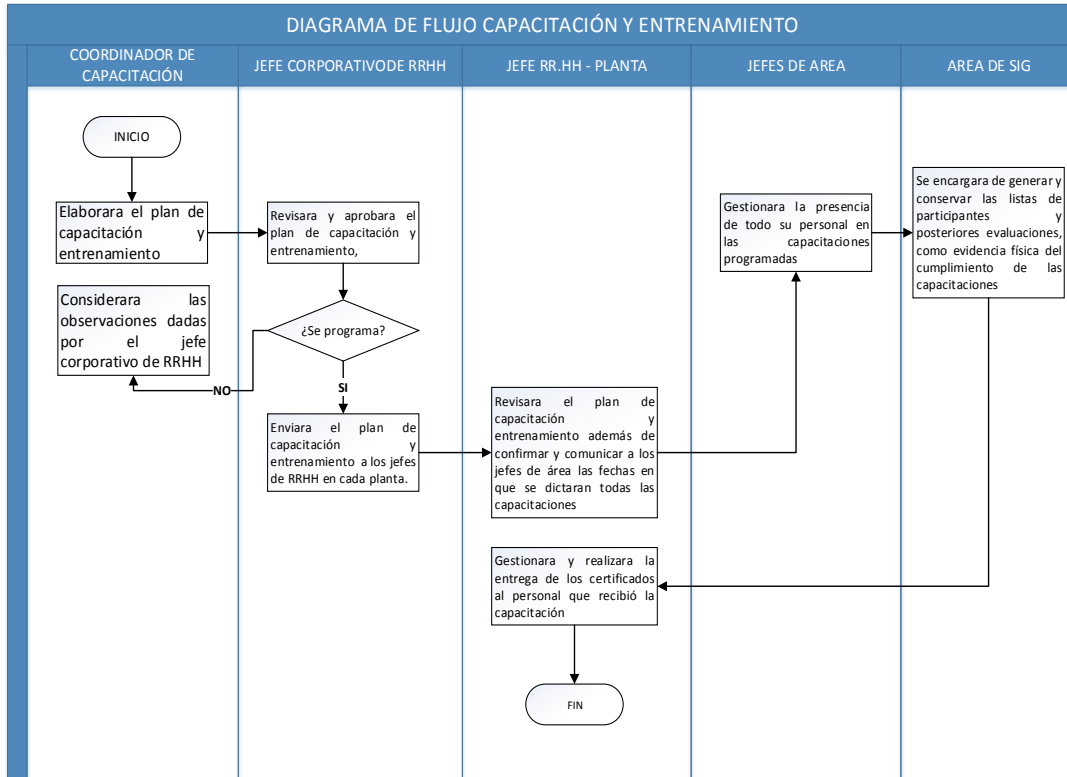 DIAGRAMA DE FLUJO CAPACITACIÓN Y ENTRENAMIENTO
COORDINADOR DE
CAPACITACIÓN
JEFE CORPORATIVODE RRHH
JEFE RR.HH - PLANTA
JEFES DE AREA
AREA DE SIG
INICIO
Elaborara el plan de
capacitación y
entrenamiento
Revisara y aprobara el
plan de capacitación y
entrenamiento,
Gestionara la presencia
de todo su personal en
las capacitaciones
programadas
Se encargara de generar y
conservar las listas de
participantes y
posteriores evaluaciones,
como evidencia física del
cumplimiento de las
capacitaciones
Considerara las
observaciones dadas
por el jefe
corporativo de RRHH
¿Se programa?
NO
SI
Enviara el plan de
capacitación y
entrenamiento a los jefes
de RRHH en cada planta.
Revisara el plan de
capacitación y
entrenamiento además de
confirmar y comunicar a los
jefes de área las fechas en
que se dictaran todas las
capacitaciones
Gestionara y realizara la
entrega de los certificados
al personal que recibió la
capacitación
FIN